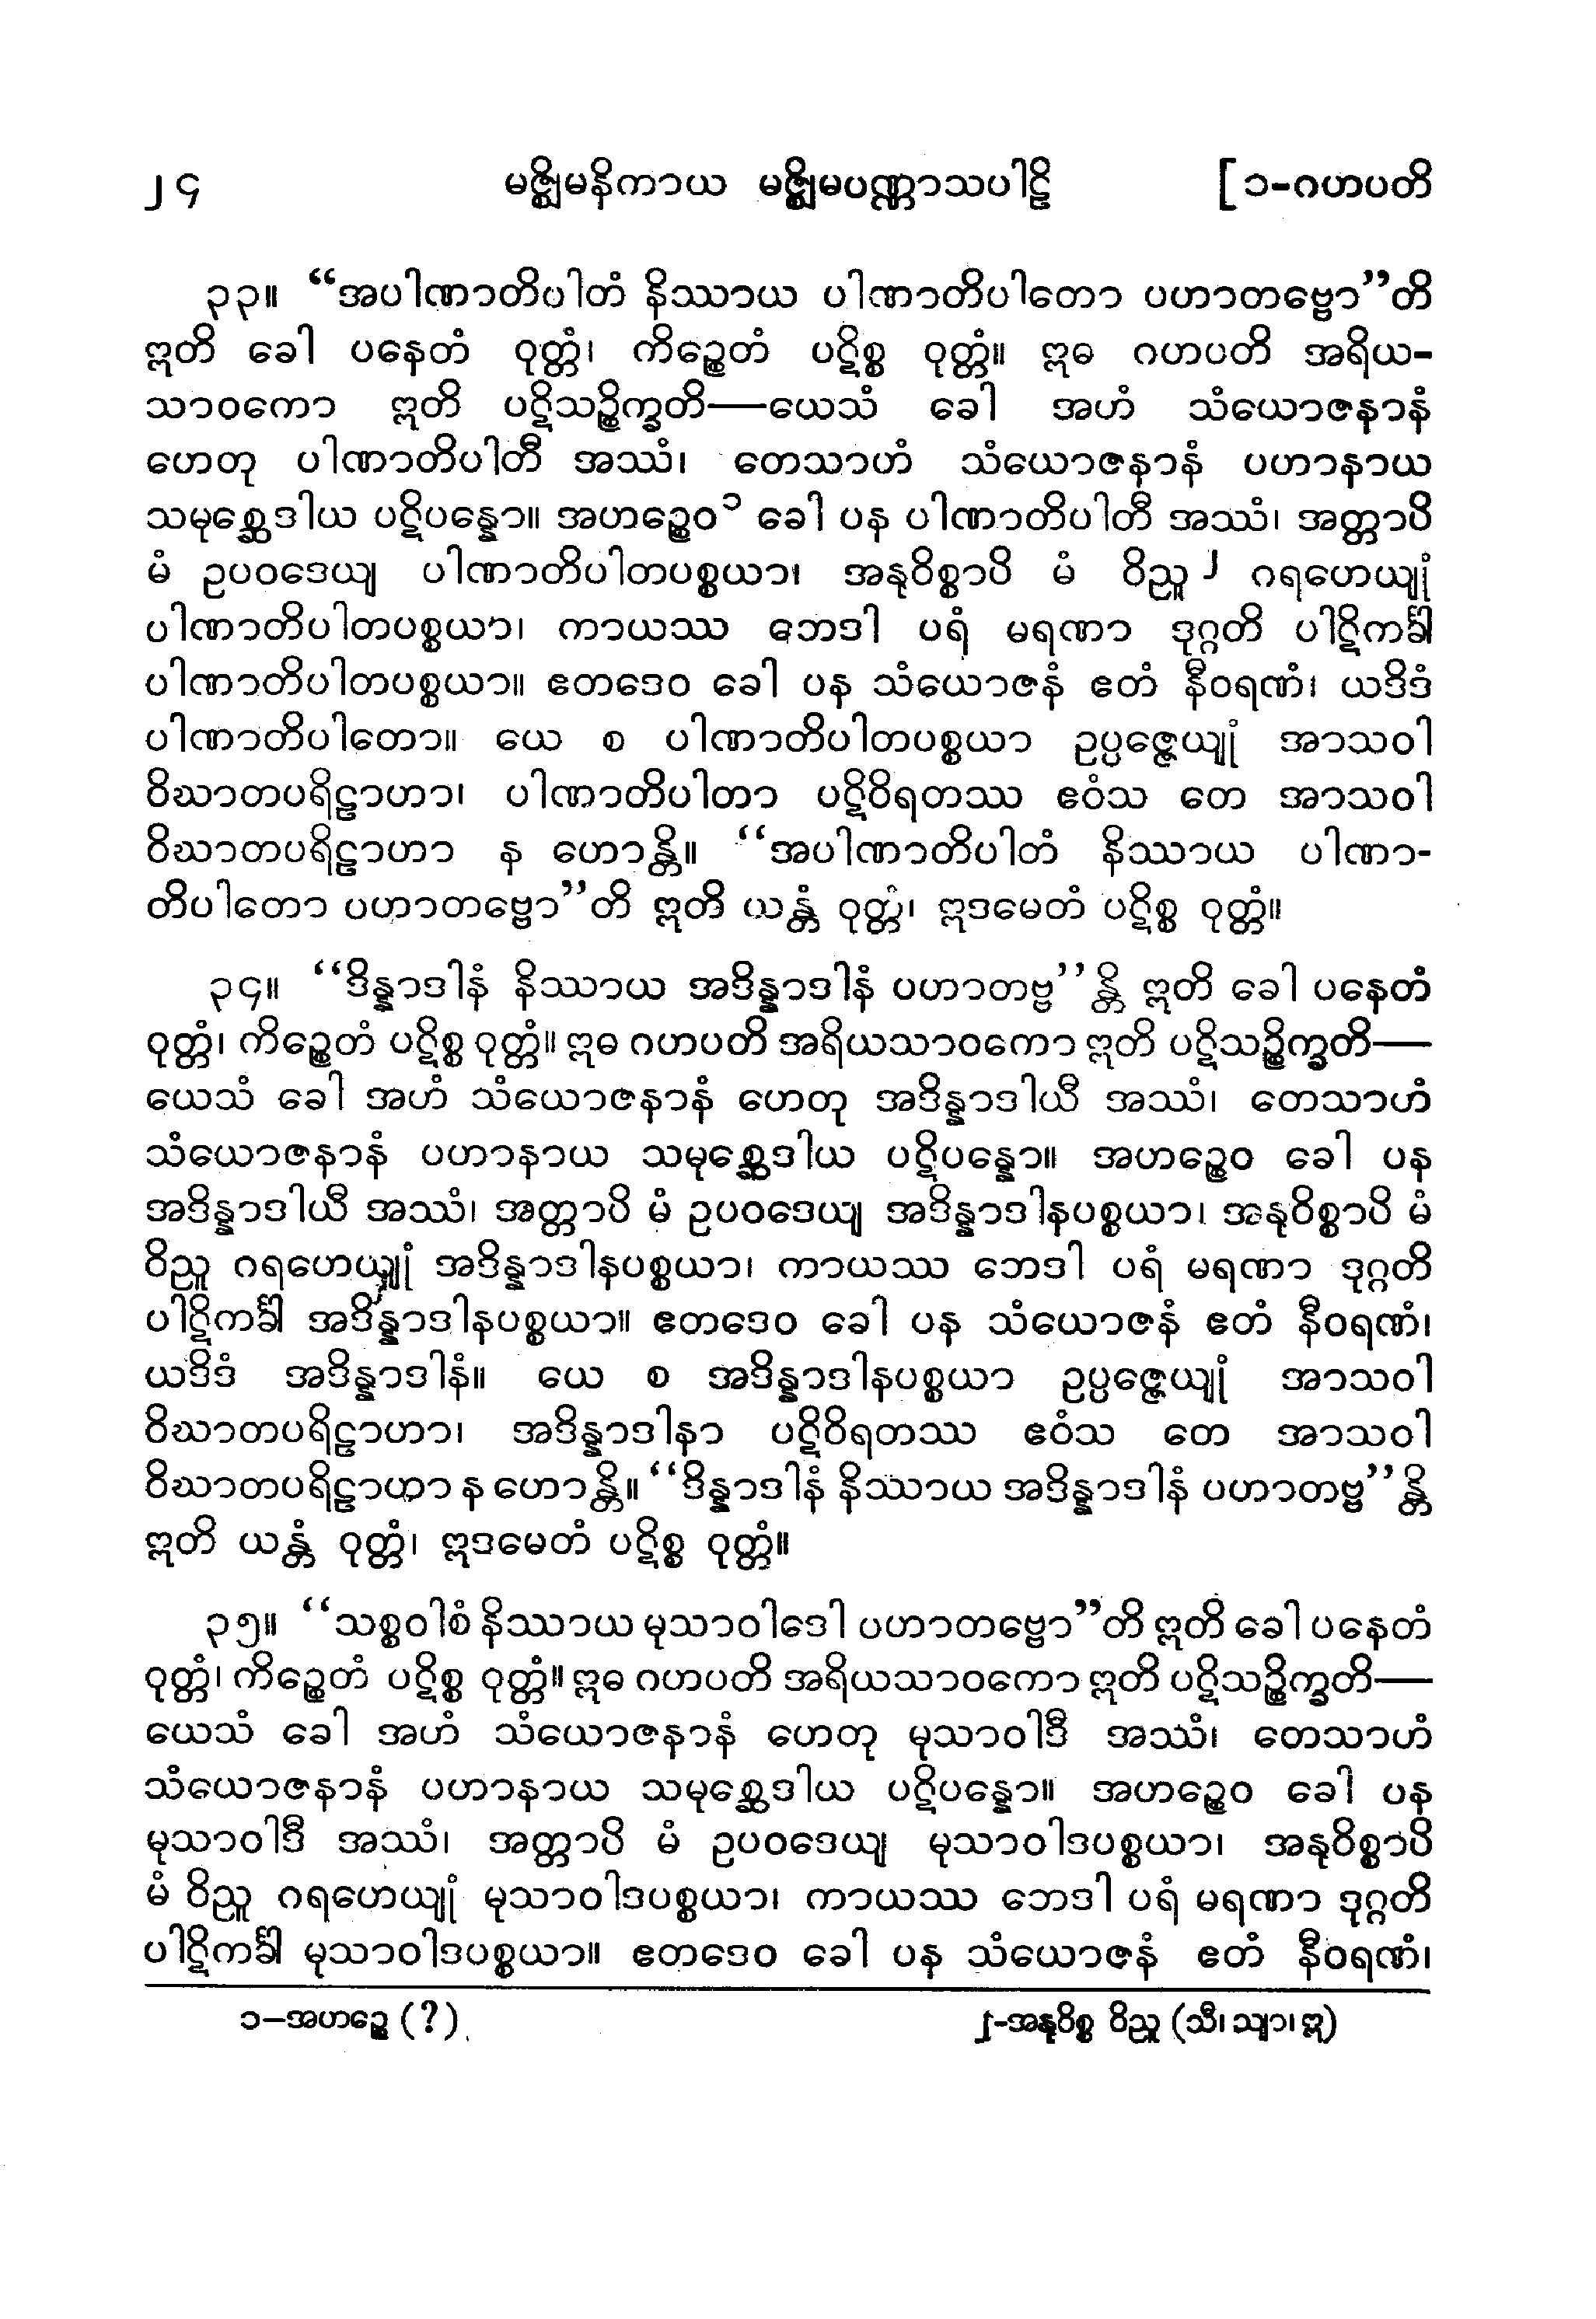 ၂၄ မဇ္ဈိမနိကာယ မဇ္ဈိမပဏ္ဏာသပါဠိ [၁-ဂဟပတိ
၃၃။ “အပါဏာတိပါတံ နိဿာယ ပါဏာတိပါတော ပဟာတဗ္ဗော”တိ
ဣတိ ခေါ ပနေတံ ဝုတ္တံ၊ ကိဉ္စေတံ ပဋိစ္စ ဝုတ္တံ။ ဣဓ ဂဟပတိ အရိယ-
သာဝကော ဣတိ ပဋိသဉ္စိက္ခတိ—ယေသံ ခေါ အဟံ သံယောဇနာနံ
ဟေတု ပါဏာတိပါတီ အဿံ၊ တေသာဟံ သံယောဇနာနံ ပဟာနာယ
သမုစ္ဆေဒါယ ပဋိပန္နော။ အဟဉ္စေဝ၁ ခေါ ပန ပါဏာတိပါတီ အဿံ၊ အတ္တာပိ
မံ ဥပဝဒေယျ ပါဏာတိပါတပစ္စယာ၊ အနုဝိစ္စာပိ မံ ဝိညူ၂ ဂရဟေယျုံ
ပါဏာတိပါတပစ္စယာ၊ ကာယဿ ဘေဒါ ပရံ မရဏာ ဒုဂ္ဂတိ ပါဋိကင်္ခါ
ပါဏာတိပါတပစ္စယာ။ ဧတဒေဝ ခေါ ပန သံယောဇနံ ဧတံ နီဝရဏံ၊ ယဒိဒံ
ပါဏာတိပါတော။ ယေ စ ပါဏာတိပါတပစ္စယာ ဥပ္ပဇ္ဇေယျုံ အာသဝါ
ဝိဃာတပရိဠာဟာ၊ ပါဏာတိပါတာ ပဋိဝိရတဿ ဧဝံသ တေ အာသဝါ
ဝိဃာတပရိဠာဟာ န ဟောန္တိ။ “အပါဏာတိပါတံ နိဿာယ ပါဏာ-
တိပါတော ပဟာတဗ္ဗော”တိ ဣတိ ယန္တံ ဝုတ္တံ၊ ဣဒမေတံ ပဋိစ္စ ဝုတ္တံ။
၃၄။ “ဒိန္နာဒါနံ နိဿာယ အဒိန္နာဒါနံ ပဟာတဗ္ဗ”န္တိ ဣတိ ခေါ ပနေတံ
ဝုတ္တံ၊ ကိဉ္စေတံ ပဋိစ္စ ဝုတ္တံ။ ဣဓ ဂဟပတိ အရိယသာဝကော ဣတိ ပဋိသဉ္စိက္ခတိ—
ယေသံ ခေါ အဟံ သံယောဇနာနံ ဟေတု အဒိန္နာဒါယီ အဿံ၊ တေသာဟံ
သံယောဇနာနံ ပဟာနာယ သမုစ္ဆေဒါယ ပဋိပန္နော။ အဟဉ္စေဝ ခေါ ပန
အဒိန္နာဒါယီ အဿံ၊ အတ္တာပိ မံ ဥပဝဒေယျ အဒိန္နာဒါနပစ္စယာ၊ အနုဝိစ္စာပိ မံ
ဝိညူ ဂရဟေယျုံ အဒိန္နာဒါနပစ္စယာ၊ ကာယဿ ဘေဒါ ပရံ မရဏာ ဒုဂ္ဂတိ
ပါဋိကင်္ခါ အဒိန္နာဒါနပစ္စယာ။ ဧတဒေဝ ခေါ ပန သံယောဇနံ ဧတံ နီဝရဏံ၊
ယဒိဒံ အဒိန္နာဒါနံ။ ယေ စ အဒိန္နာဒါနပစ္စယာ ဥပ္ပဇ္ဇေယျုံ အာသဝါ
ဝိဃာတပရိဠာဟာ၊ အဒိန္နာဒါနာ ပဋိဝိရတဿ ဧဝံသ တေ အာသဝါ
ဝိဃာတပရိဠာဟာ န ဟောန္တိ။ “ဒိန္နာဒါနံ နိဿာယ အဒိန္နာဒါနံ ပဟာတဗ္ဗ”န္တိ
ဣတိ ယန္တံ ဝုတ္တံ၊ ဣဒမေတံ ပဋိစ္စ ဝုတ္တံ။
၃၅။ “သစ္စဝါစံ နိဿာယ မုသာဝါဒေါ ပဟာတဗ္ဗော”တိ ဣတိ ခေါ ပနေတံ
ဝုတ္တံ၊ ကိဉ္စေတံ ပဋိစ္စ ဝုတ္တံ။ ဣဓ ဂဟပတိ အရိယသာဝကော ဣတိ ပဋိသဉ္စိက္ခတိ—
ယေသံ ခေါ အဟံ သံယောဇနာနံ ဟေတု မုသာဝါဒီ အဿံ၊ တေသာဟံ
သံယောဇနာနံ ပဟာနာယ သမုစ္ဆေဒါယ ပဋိပန္နော။ အဟဉ္စေဝ ခေါ ပန
မုသာဝါဒီ အဿံ၊ အတ္တာပိ မံ ဥပဝဒေယျ မုသာဝါဒပစ္စယာ၊ အနုဝိစ္စာပိ
မံ ဝိညူ ဂရဟေယျုံ မုသာဝါဒပစ္စယာ၊ ကာယဿ ဘေဒါ ပရံ မရဏာ ဒုဂ္ဂတိ
ပါဋိကင်္ခါ မုသာဝါဒပစ္စယာ။ ဧတဒေဝ ခေါ ပန သံယောဇနံ ဧတံ နီဝရဏံ၊
၁—အဟဉ္စေ (?) ၂-အနုဝိစ္စ ဝိညူ (သီ၊ သျာ၊ ဣ)